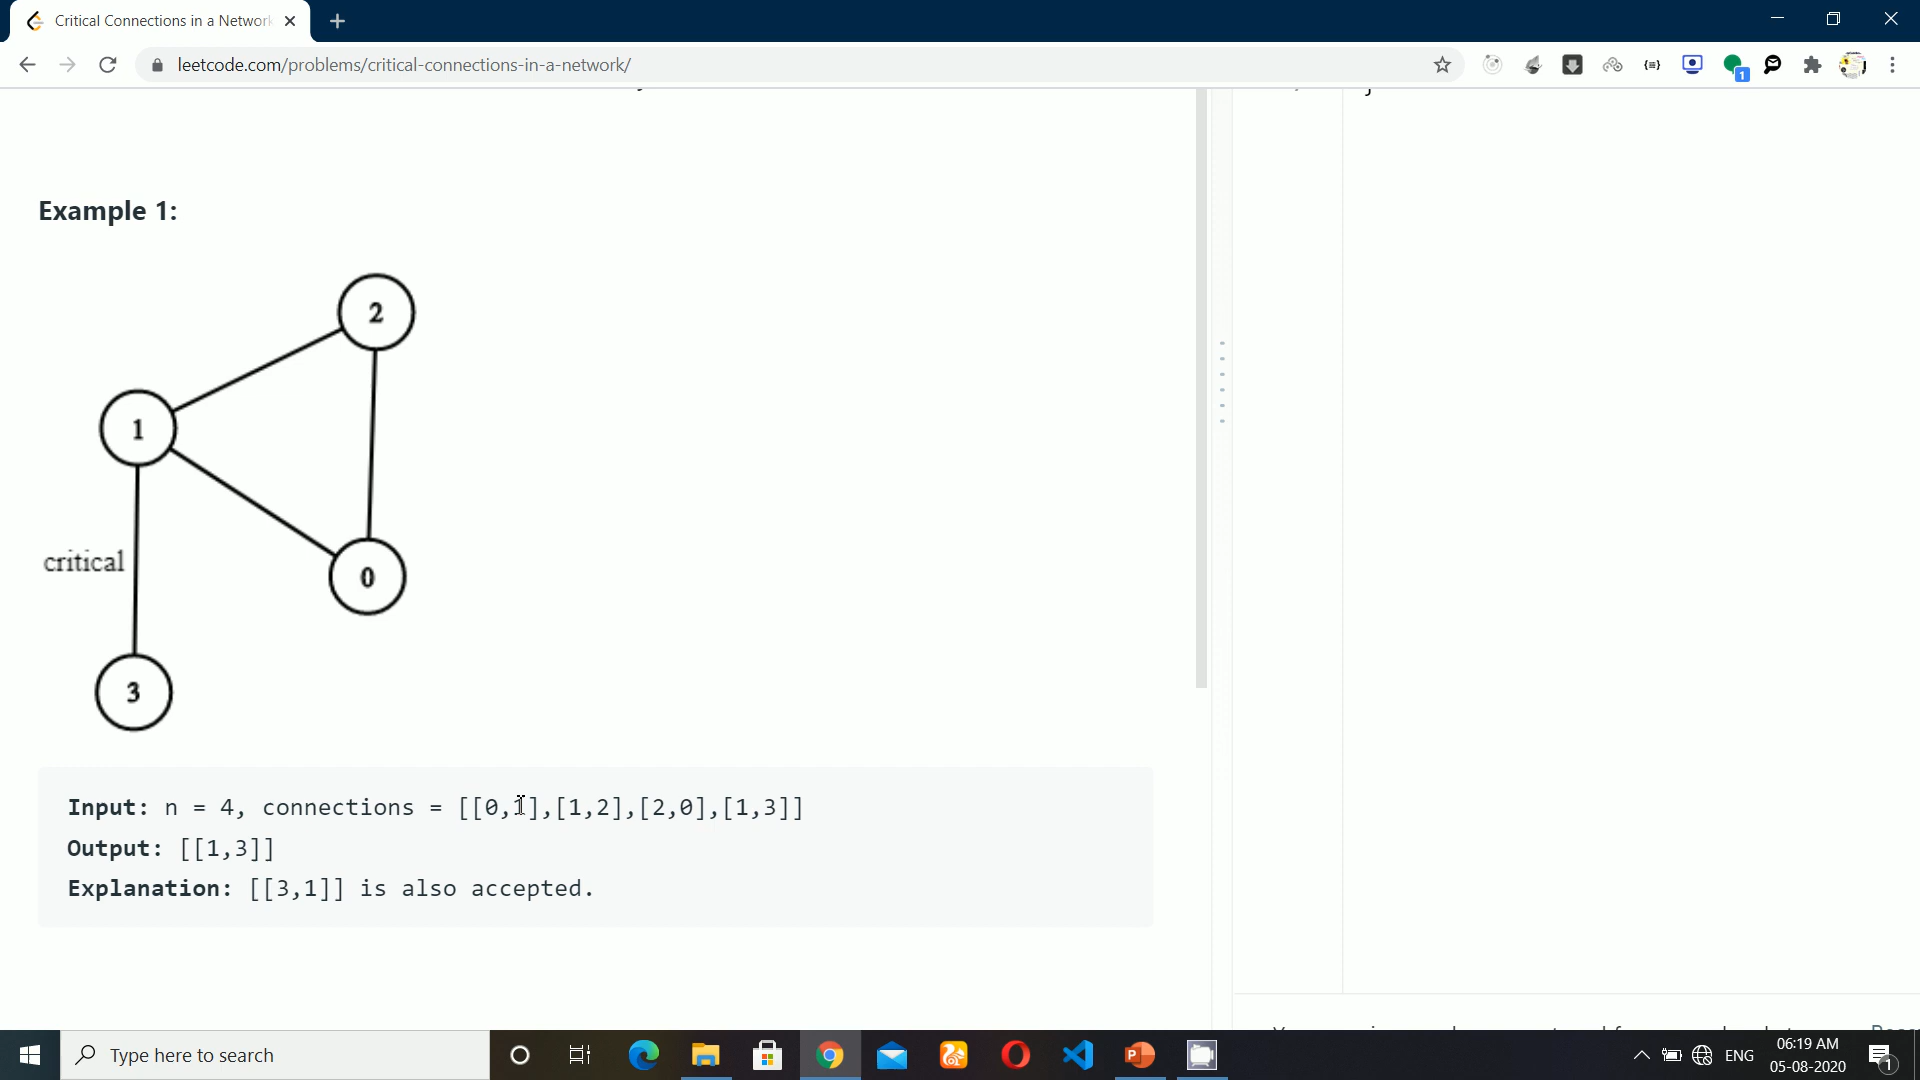 Critical Connections in a Network
leetcode.com/problems/critical-connections-in-a-network/
1
Example 1:
2
1
critical
0
3
Input: n = 4, connections = [[0,1],[1,2],[2,0],[1,3]]
Output: [[1,3]]
Explanation: [[3,1]] is also accepted.
Type here to search
ENG
06:19 AM
05-08-2020
1